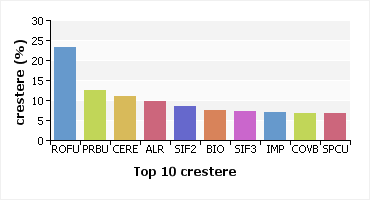 30
25
20
15
10
5
0
crestere (%)
ROFU PRBU CERE ALR SIF2 BIO SIF3 IMP COVB SPCU
Top 10 crestere